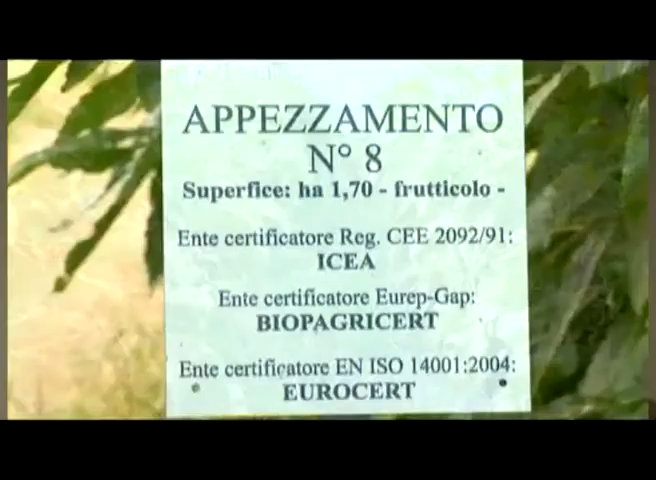 APPEZZAMENTO
N° 8
Superfice: ha 1,70 - frutticolo -
Ente certificatore Reg. CEE 2092/91:
ICEA
Ente certificatore Eurep-Gap:
BIOPAGRICERT
Ente certificatore EN ISO 14001:2004:
EUROCERT